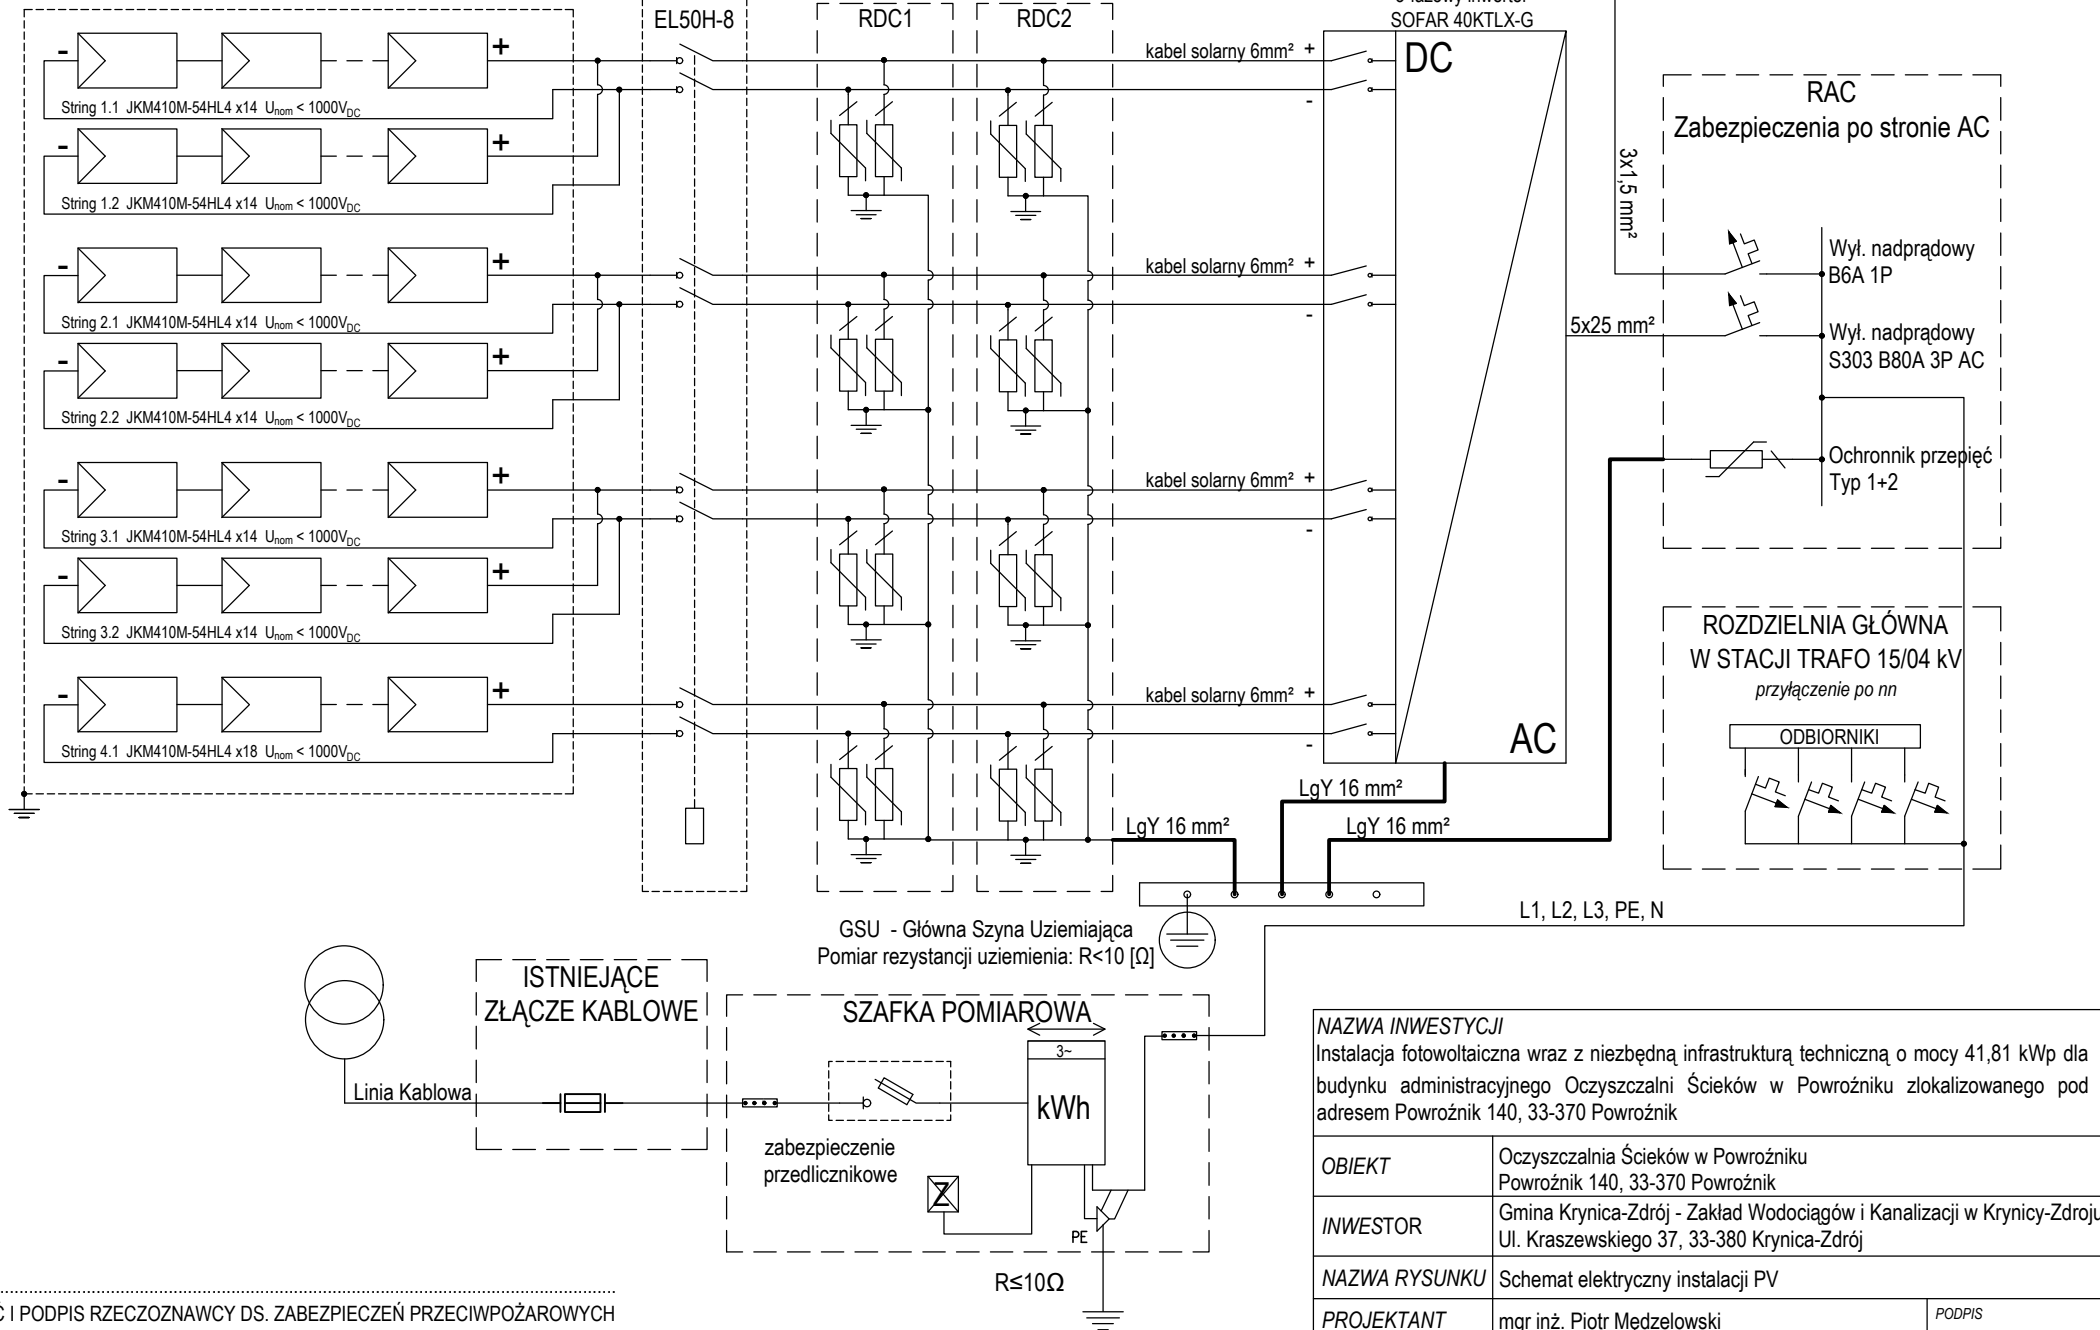 EL50H-8
RDC1
RDC2
SOFAR 40KTLX-G
- +
String 1.1 JKM410M-54HL4 x14 Unom < 1000VDC
- +
String 1.2 JKM410M-54HL4 x14 Unom < 1000VDC
- +
String 2.1 JKM410M-54HL4 x14 Unom < 1000VDC
- +
String 2.2 JKM410M-54HL4 x14 Unom < 1000VDC
- +
String 3.1 JKM410M-54HL4 x14 Unom < 1000VDC
- +
String 3.2 JKM410M-54HL4 x14 Unom < 1000VDC
- +
String 4.1 JKM410M-54HL4 x18 Unom < 1000VDC
kabel solarny 6mm² +
-
kabel solarny 6mm² +
-
kabel solarny 6mm² +
-
kabel solarny 6mm² +
-
DC
AC
3x1,5 mm²
5x25 mm²
RAC
Zabezpieczenia po stronie AC
Wył. nadprądowy
B6A 1P
Wył. nadprądowy
S303 B80A 3P AC
Ochronnik przepięć
Typ 1+2
ROZDZIELNIA GŁÓWNA
W STACJI TRAFO 15/04 kV
przyłączenie po nn
ODBIORNIKI
LgY 16 mm²
LgY 16 mm²
LgY 16 mm²
L1, L2, L3, PE, N
GSU - Główna Szyna Uziemiająca
Pomiar rezystancji uziemienia: R<10 [Ω]
ISTNIEJĄCE
ZŁĄCZE KABLOWE
Linia Kablowa
SZAFKA POMIAROWA
3~
kWh
zabezpieczenie
przedlicznikowe
Z
PE
R≤10Ω
I PODPIS RZECZOZNAWCY DS. ZABEZPIECZEŃ PRZECIWPOŻAROWYCH
NAZWA INWESTYCJI
Instalacja fotowoltaiczna wraz z niezbędną infrastrukturą techniczną o mocy 41,81 kWp dla
budynku administracyjnego Oczyszczalni Ścieków w Powroźniku zlokalizowanego pod
adresem Powroźnik 140, 33-370 Powroźnik
OBIEKT
Oczyszczalnia Ścieków w Powroźniku
Powroźnik 140, 33-370 Powroźnik
INWESTOR
Gmina Krynica-Zdrój - Zakład Wodociągów i Kanalizacji w Krynicy-Zdroju
Ul. Kraszewskiego 37, 33-380 Krynica-Zdrój
NAZWA RYSUNKU
Schemat elektryczny instalacji PV
PROJEKTANT
mgr inż. Piotr Mędzelowski
PODPIS